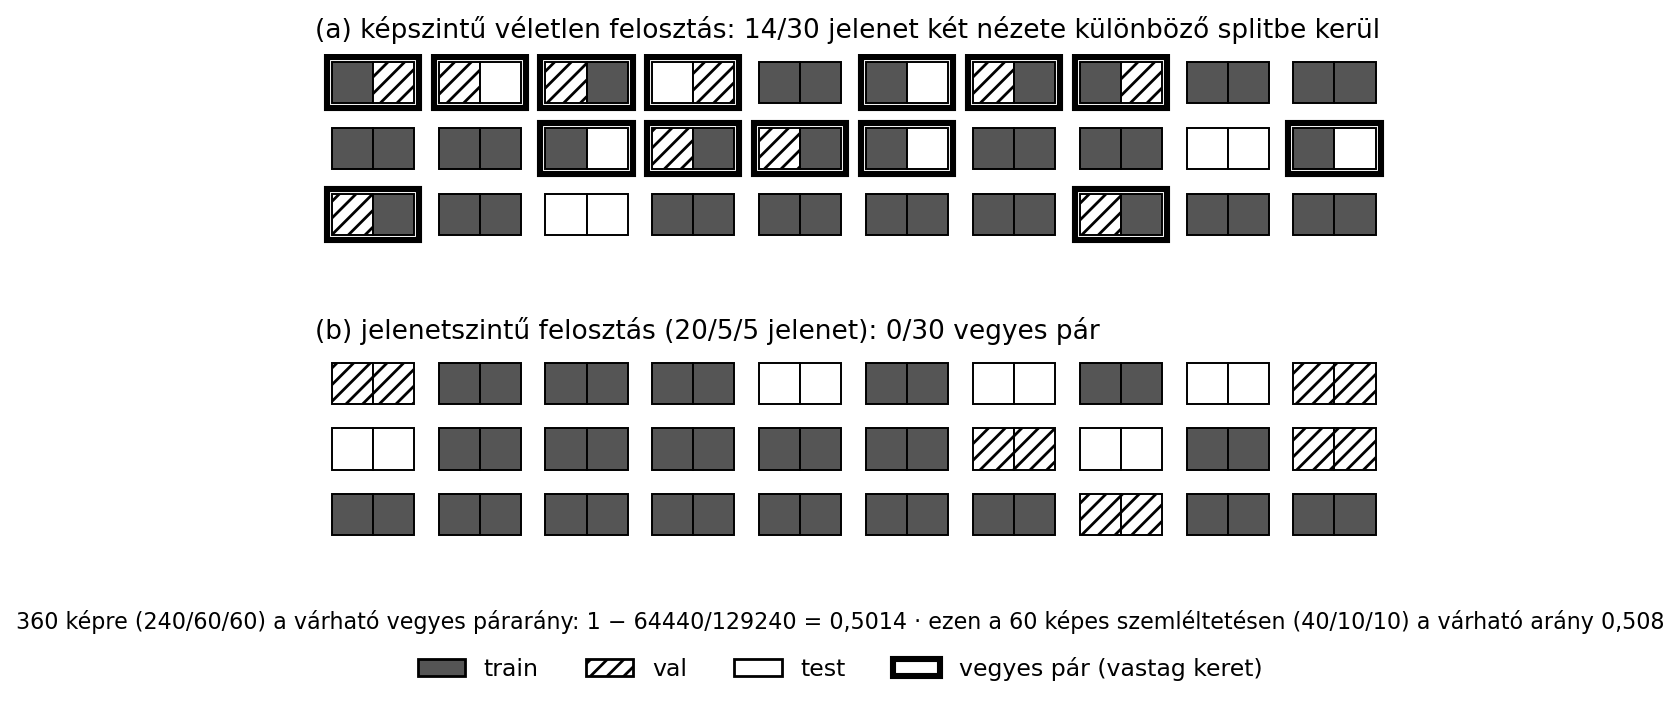 (a) képszintű véletlen felosztás: 14/30 jelenet két nézete különböző splitbe kerül
(b) jelenetszintű felosztás (20/5/5 jelenet): 0/30 vegyes pár
360 képre (240/60/60) a várható vegyes párarány: 1 − 64440/129240 = 0,5014 · ezen a 60 képes szemléltetésen (40/10/10) a várható arány 0,508
train val test vegyes pár (vastag keret)